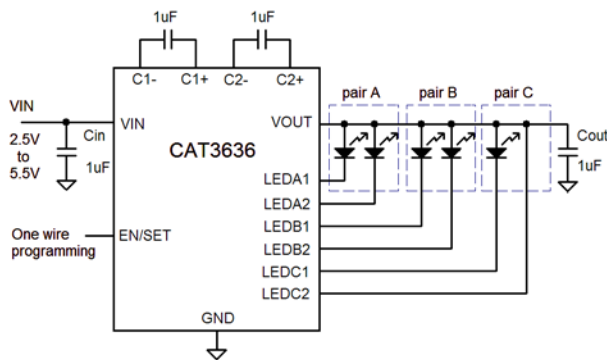 1uF
1uF
C1-
C1+
C2-
C2+
pair A
pair B
pair C
VIN
VIN
VOUT
Cin
Cout
2.5V
to
5.5V
1uF
1uF
CAT3636
LEDA1
LEDA2
One wire
programming
EN/SET
LEDB1
LEDB2
LEDC1
LEDC2
GND